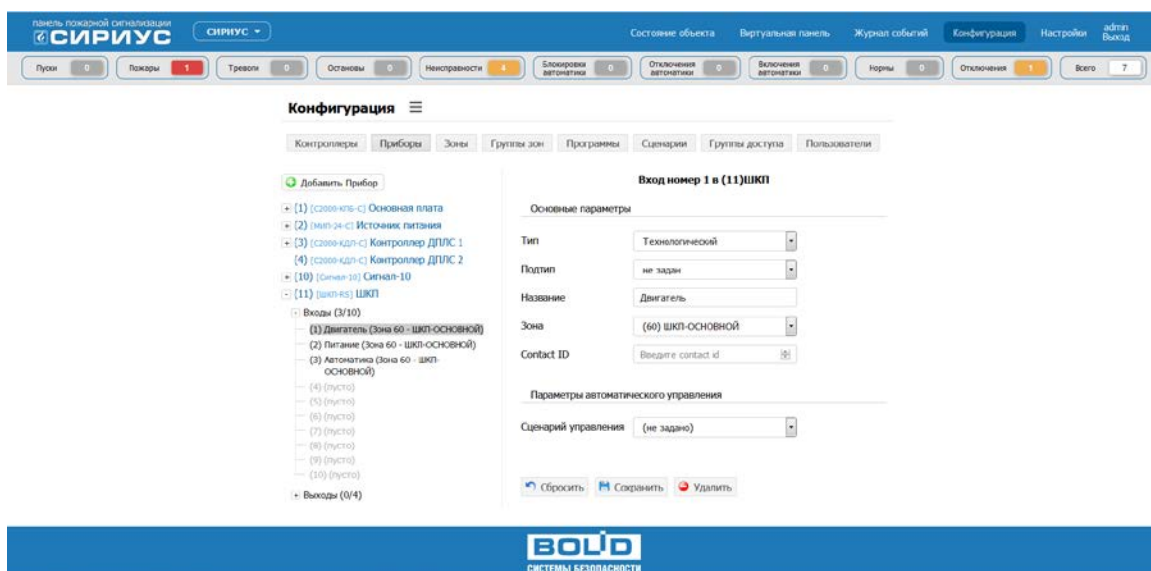 панель пожарной сигнализации
СИРИУС
СИРИУС
Состояние объекта Виртуальная панель Журнал событий Конфигурация Настройки admin
Выход
Пуски 0 Пожары 1 Тревоги 0 Остановы 0 Неисправности 4 Блокировки автоматики 0 Отключения автоматики 0 Включения автоматики 0 Нормы 0 Отключения 1 Всего 7
Конфигурация
Контроллеры Приборы Зоны Группы зон Программы Сценарии Группы доступа Пользователи
Добавить Прибор
(1) [С2000-КПБ-С] Основная плата
(2) [МИП-24-С] Источник питания
(3) [С2000-КДЛ-С] Контроллер ДПЛС 1
(4) [С2000-КДЛ-С] Контроллер ДПЛС 2
(10) [Сигнал-10] Сигнал-10
(11) [ШКП-RS] ШКП
Входы (3/10)
(1) Двигатель (Зона 60 - ШКП-ОСНОВНОЙ)
(2) Питание (Зона 60 - ШКП-ОСНОВНОЙ)
(3) Автоматика (Зона 60 - ШКП-
ОСНОВНОЙ)
(4) (пусто)
(5) (пусто)
(6) (пусто)
(7) (пусто)
(8) (пусто)
(9) (пусто)
(10) (пусто)
Выходы (0/4)
Вход номер 1 в (11)ШКП
Основные параметры
Тип Технологический
Подтип не задан
Название Двигатель
Зона (60) ШКП-ОСНОВНОЙ
Contact ID Введите contact id
Параметры автоматического управления
Сценарий управления (не задано)
Сбросить Сохранить Удалить
BOLID
СИСТЕМЫ БЕЗОПАСНОСТИ